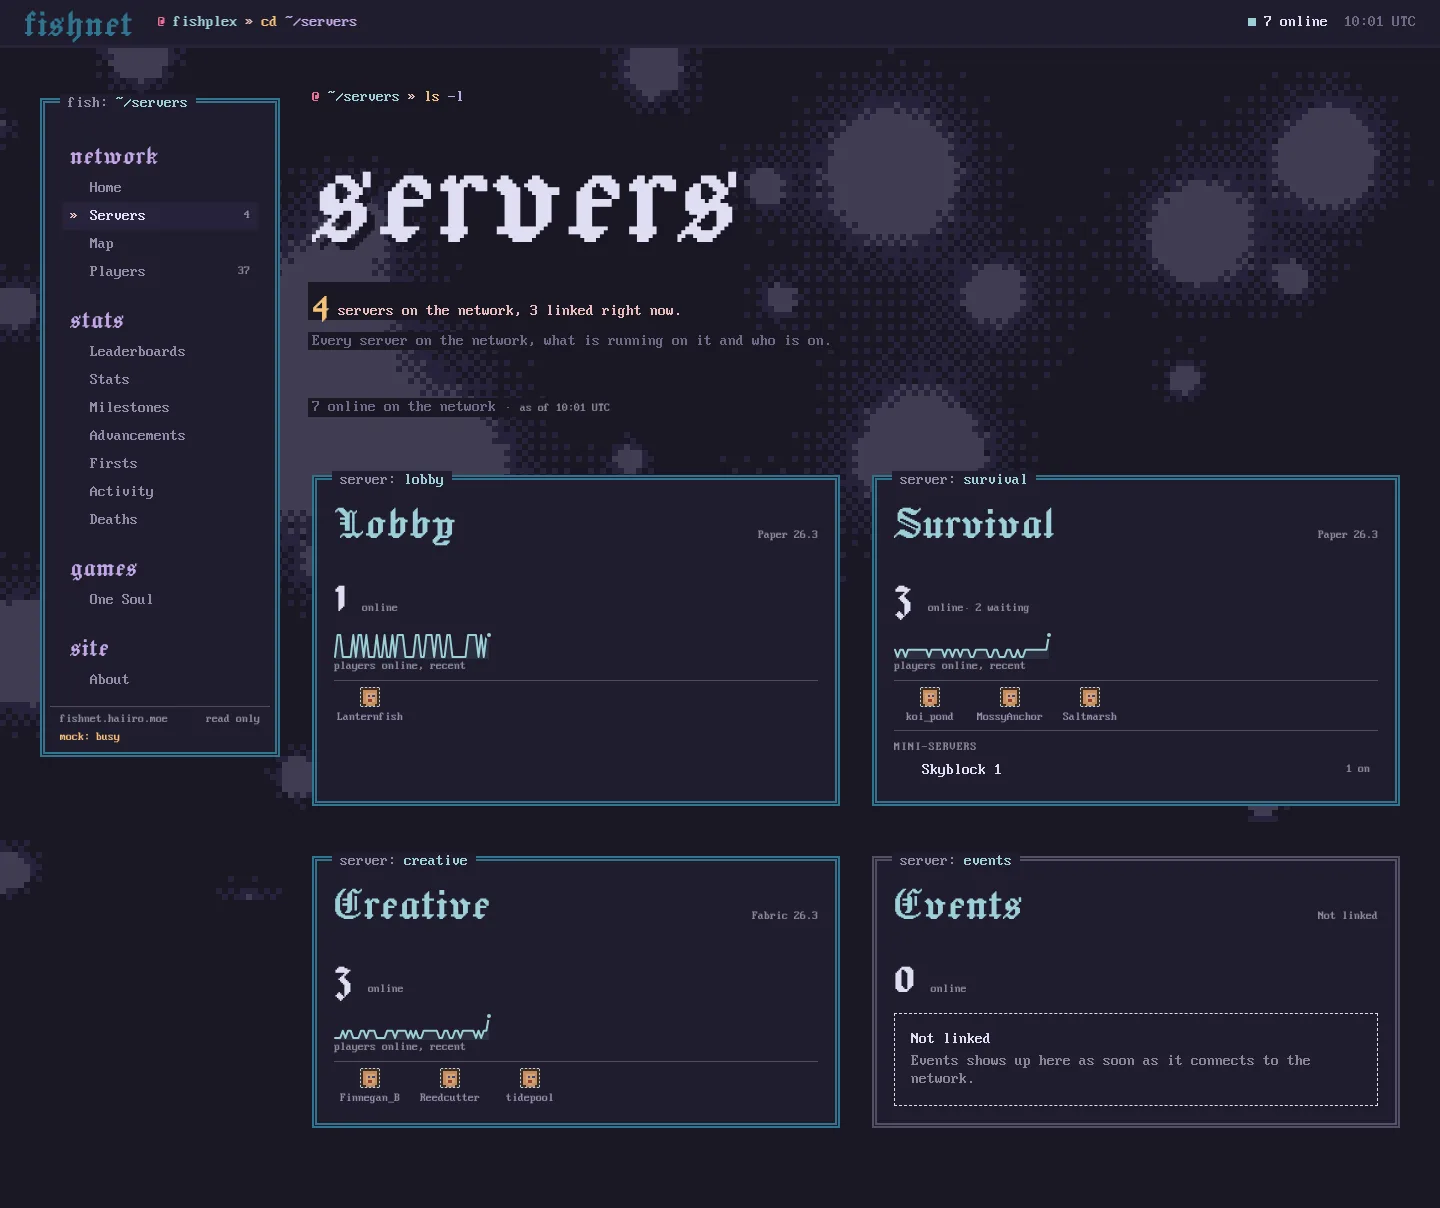 fishnet @ fishplex » cd ~/servers 7 online 10:01 UTC
fish: ~/servers
network
Home
» Servers 4
Map
Players 37
stats
Leaderboards
Stats
Milestones
Advancements
Firsts
Activity
Deaths
games
One Soul
site
About
fishnet.haiiro.moe read only
mock: busy
@ ~/servers » ls -l
servers
4 servers on the network, 3 linked right now.
Every server on the network, what is running on it and who is on.
7 online on the network · as of 10:01 UTC
server: lobby
Lobby Paper 26.3
1 online
players online, recent
Lanternfish
server: survival
Survival Paper 26.3
3 online· 2 waiting
players online, recent
koi_pond MossyAnchor Saltmarsh
MINI-SERVERS
Skyblock 1 1 on
server: creative
Creative Fabric 26.3
3 online
players online, recent
Finnegan_B Reedcutter tidepool
server: events
Events Not linked
0 online
Not linked
Events shows up here as soon as it connects to the
network.